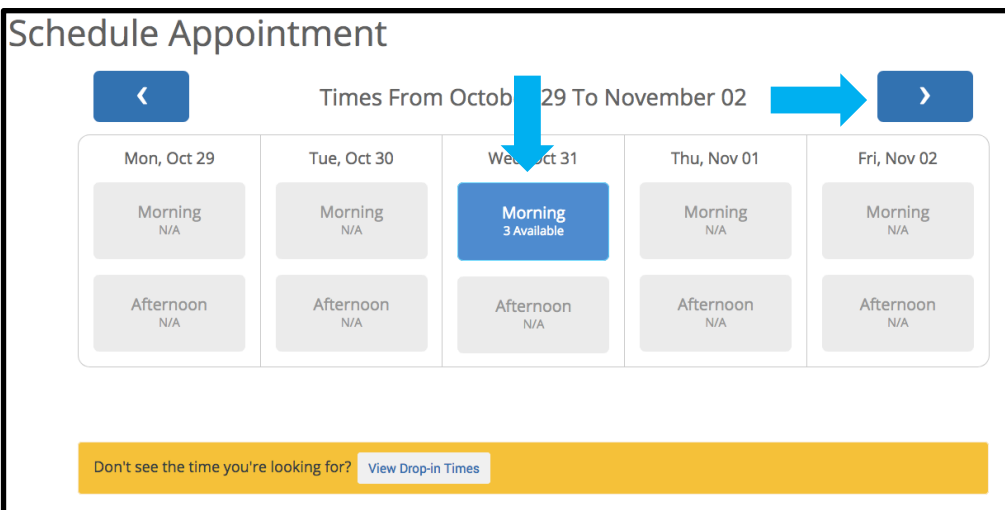 Schedule Appointment
Times From Octob 29 To November 02
Mon, Oct 29
Tue, Oct 30
We Oct 31
Thu, Nov 01
Fri, Nov 02
Morning
N/A
Morning
N/A
Morning
3 Available
Morning
N/A
Morning
N/A
Afternoon
N/A
Afternoon
N/A
Afternoon
N/A
Afternoon
N/A
Afternoon
N/A
Don't see the time you're looking for? View Drop-in Times